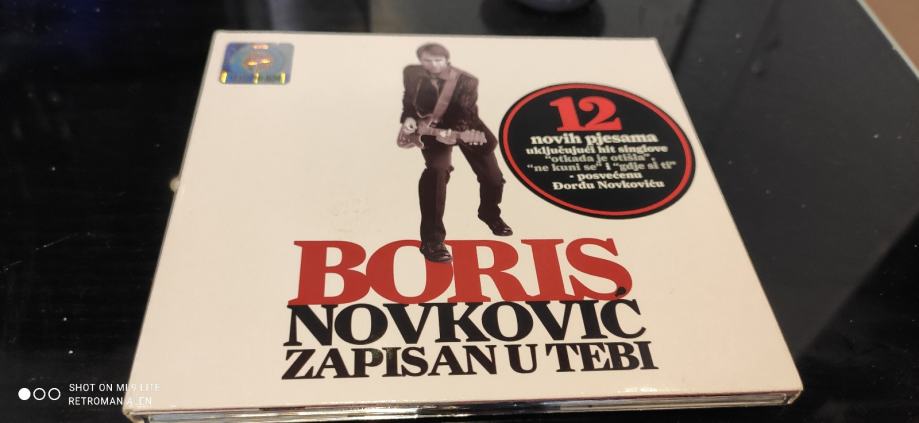 12
novih pjesama
uključujući hit singlove
"otkada je otišla",
"ne kuni se" i "gdje si ti"
- posvećenu
Đorđu Novkoviću
BORIS
NOVKOVIĆ
ZAPISAN U TEBI
SHOT ON MI 9 LITE
RETROMANIA_EN